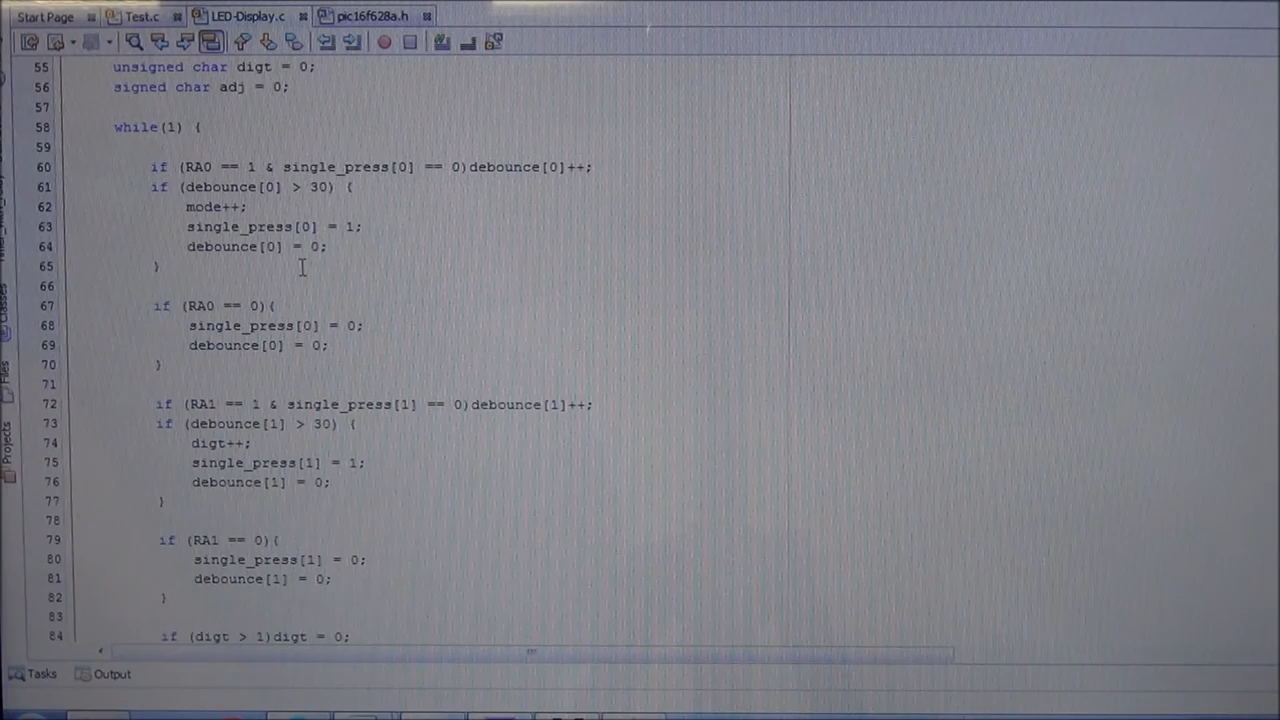 Start Page Test.c LED-Display.c pic16f628a.h
55 unsigned char digt = 0;
56 signed char adj = 0;
57
58 while(1) {
59
60 if (RA0 == 1 & single_press[0] == 0)debounce[0]++;
61 if (debounce[0] > 30) {
62 mode++;
63 single_press[0] = 1;
64 debounce[0] = 0;
65 }
66
67 if (RA0 == 0){
68 single_press[0] = 0;
69 debounce[0] = 0;
70 }
71
72 if (RA1 == 1 & single_press[1] == 0)debounce[1]++;
73 if (debounce[1] > 30) {
74 digt++;
75 single_press[1] = 1;
76 debounce[1] = 0;
77 }
78
79 if (RA1 == 0){
80 single_press[1] = 0;
81 debounce[1] = 0;
82 }
83
84 if (digt > 1)digt = 0;
Classes
Files
Projects
Tasks Output